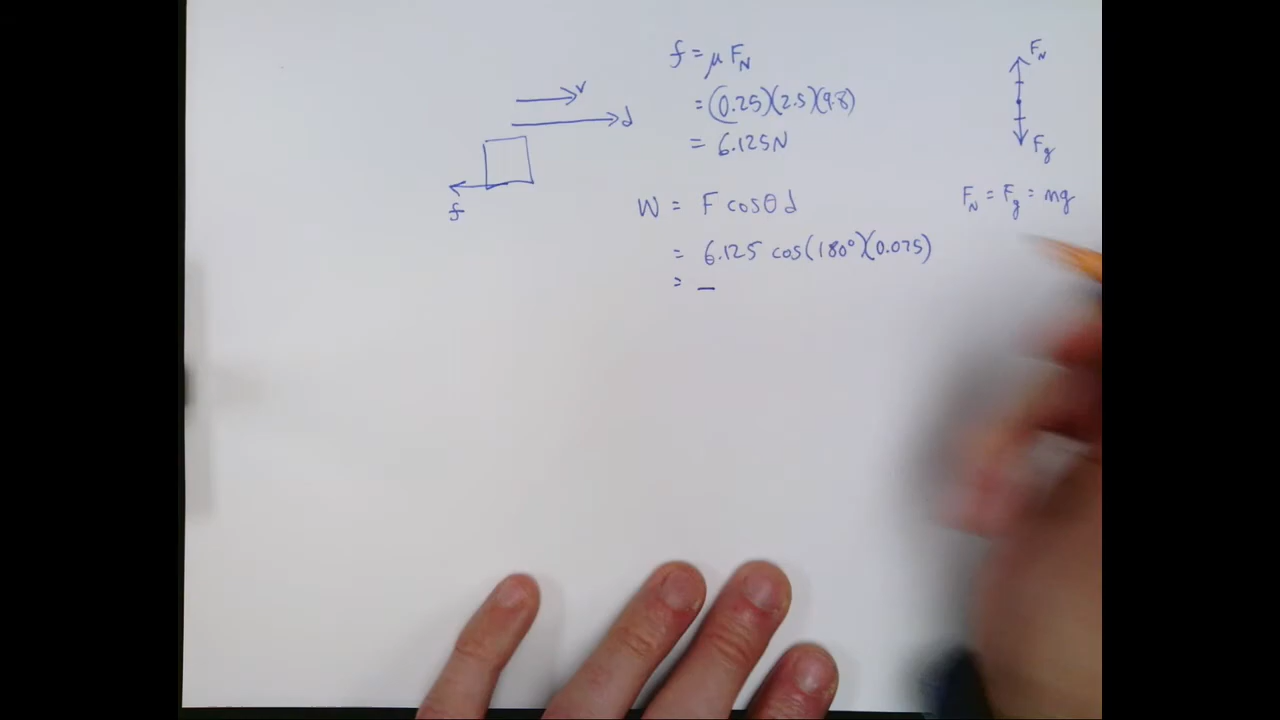 v
d
f
f = μ F_N
= (0.25)(2.5)(9.8)
= 6.125N
W = F cosθ d
= 6.125 cos(180°)(0.075)
= –
F_N
F_g
F_N = F_g = mg